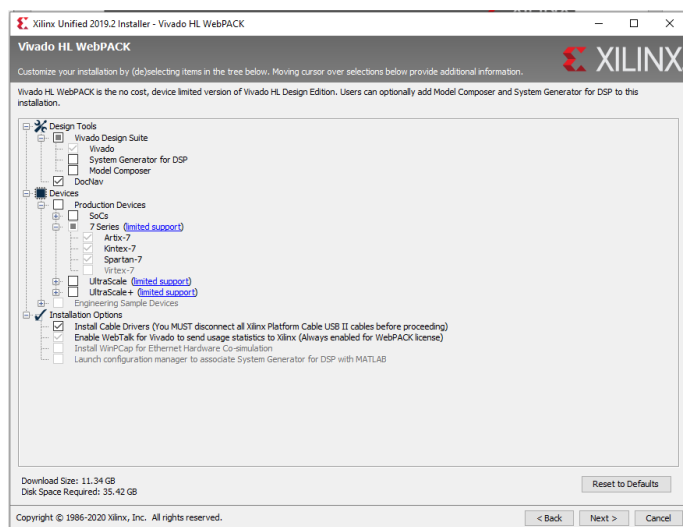 Xilinx Unified 2019.2 Installer - Vivado HL WebPACK
Vivado HL WebPACK
Customize your installation by (de)selecting items in the tree below. Moving cursor over selections below provide additional information.
XILINX
Vivado HL WebPACK is the no cost, device limited version of Vivado HL Design Edition. Users can optionally add Model Composer and System Generator for DSP to this
installation.
Design Tools
Vivado Design Suite
Vivado
System Generator for DSP
Model Composer
DocNav
Devices
Production Devices
SoCs
7 Series (limited support)
Artix-7
Kintex-7
Spartan-7
Virtex-7
UltraScale (limited support)
UltraScale+ (limited support)
Engineering Sample Devices
Installation Options
Install Cable Drivers (You MUST disconnect all Xilinx Platform Cable USB II cables before proceeding)
Enable WebTalk for Vivado to send usage statistics to Xilinx (Always enabled for WebPACK license)
Install WinPCap for Ethernet Hardware Co-simulation
Launch configuration manager to associate System Generator for DSP with MATLAB
Download Size: 11.34 GB
Disk Space Required: 35.42 GB
Reset to Defaults
Copyright © 1986-2020 Xilinx, Inc. All rights reserved.
< Back
Next >
Cancel